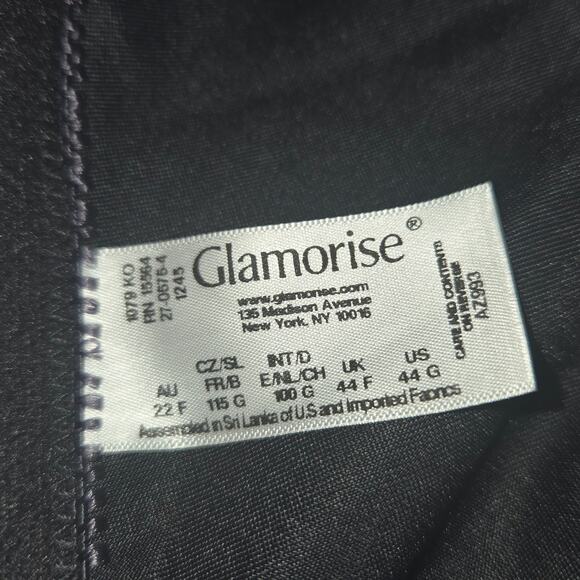 1079 KO
RN 15364
27-0576-4
1245
Glamorise®
www.glamorise.com
135 Madison Avenue
New York, NY 10016
CARE AND CONTENTS
ON REVERSE
AZ993
AU
22 F
CZ/SL
FR/B
115 G
INT/D
E/NL/CH
100 G
UK
44 F
US
44 G
Assembled in Sri Lanka of U.S and Imported Fabrics